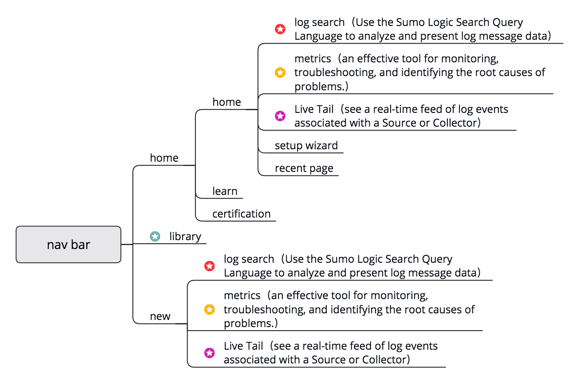 log search（Use the Sumo Logic Search Query
Language to analyze and present log message data)
metrics（an effective tool for monitoring,
troubleshooting, and identifying the root causes of
problems.）
home
Live Tail（see a real-time feed of log events
associated with a Source or Collector）
setup wizard
home
recent page
learn
certification
library
nav bar
log search（Use the Sumo Logic Search Query
Language to analyze and present log message data)
metrics（an effective tool for monitoring,
troubleshooting, and identifying the root causes of
problems.）
new
Live Tail（see a real-time feed of log events
associated with a Source or Collector）